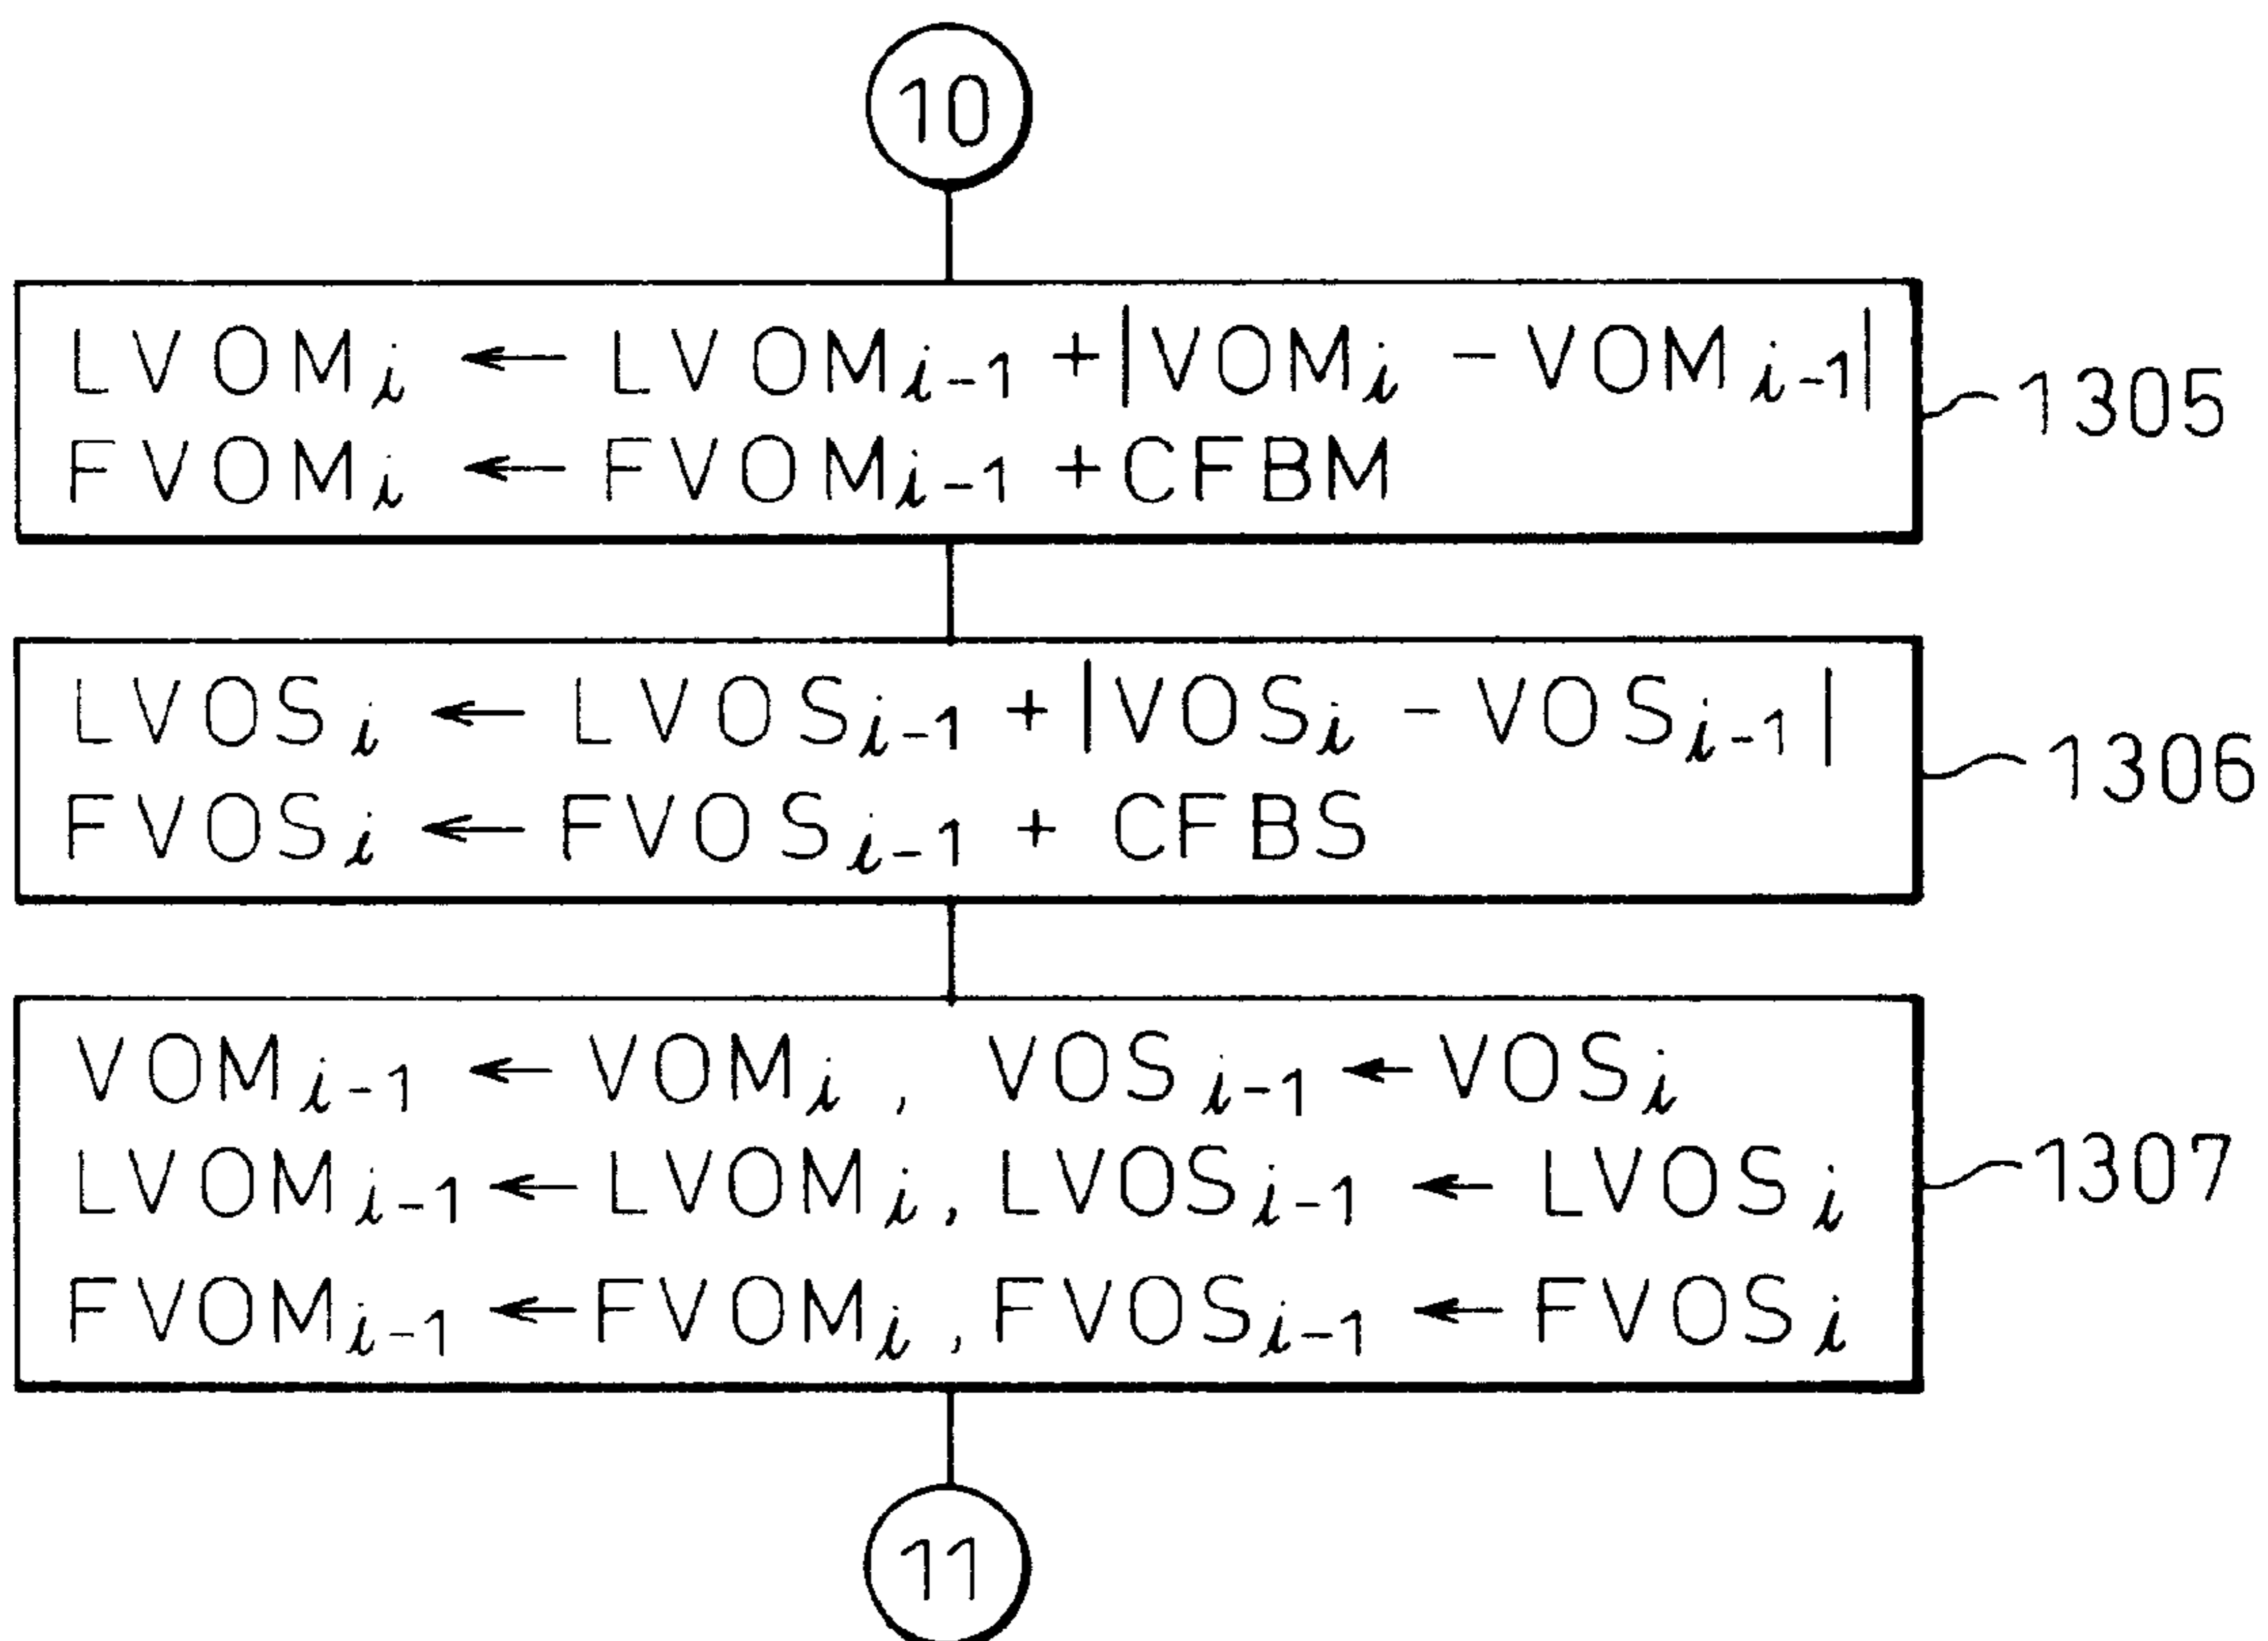 10
LVOMᵢ ← LVOMᵢ₋₁ +|VOMᵢ − VOMᵢ₋₁|
FVOMᵢ ← FVOMᵢ₋₁ +CFBM
1305
LVOSᵢ ← LVOSᵢ₋₁ +|VOSᵢ − VOSᵢ₋₁|
FVOSᵢ ← FVOSᵢ₋₁ + CFBS
1306
VOMᵢ₋₁ ← VOMᵢ , VOSᵢ₋₁ ← VOSᵢ
LVOMᵢ₋₁ ← LVOMᵢ, LVOSᵢ₋₁ ← LVOSᵢ
FVOMᵢ₋₁ ← FVOMᵢ , FVOSᵢ₋₁ ← FVOSᵢ
1307
11